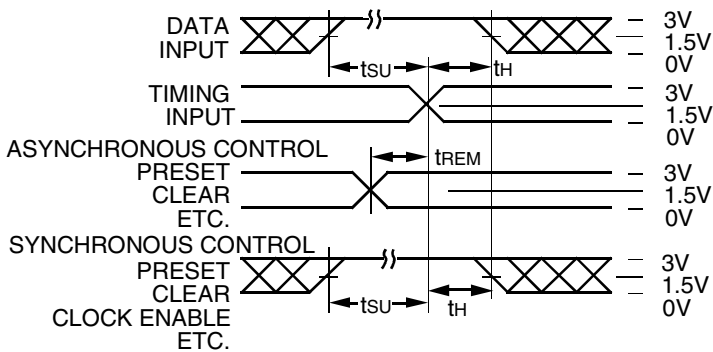 DATA
INPUT
3V
1.5V
0V
tSU
tH
TIMING
INPUT
3V
1.5V
0V
ASYNCHRONOUS CONTROL
PRESET
CLEAR
ETC.
tREM
3V
1.5V
0V
SYNCHRONOUS CONTROL
PRESET
CLEAR
CLOCK ENABLE
ETC.
tSU
tH
3V
1.5V
0V